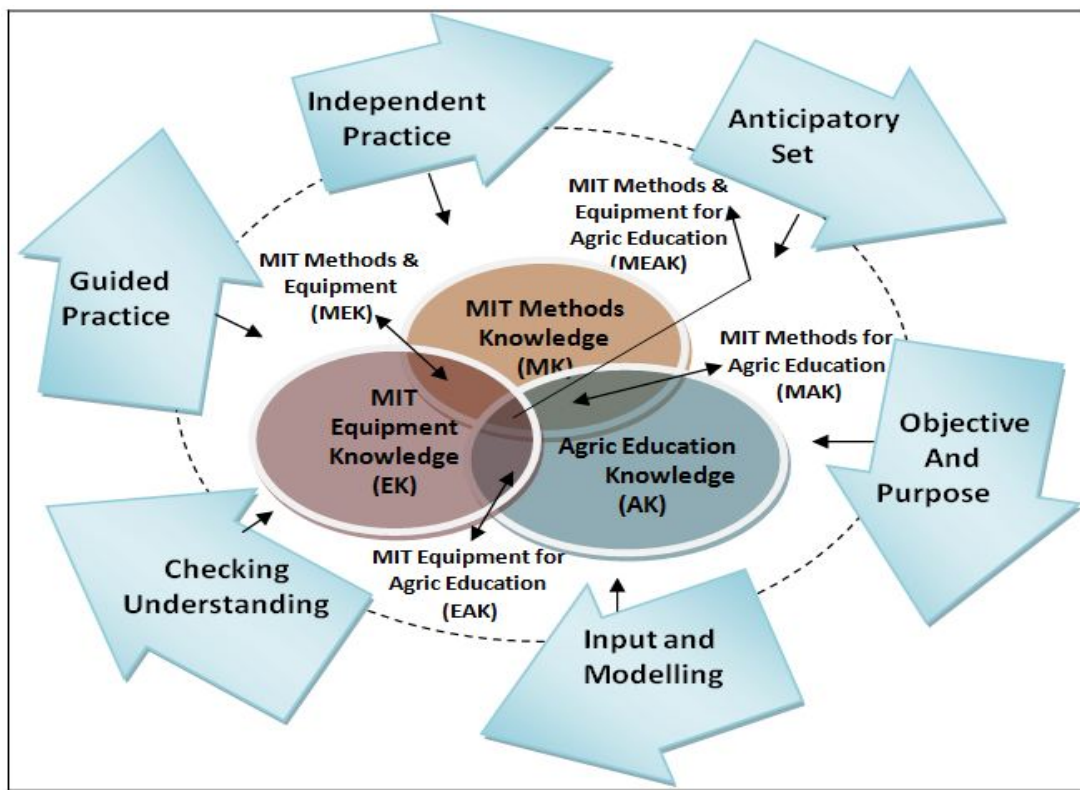 Independent
Practice
Anticipatory
Set
MIT Methods &
Equipment for
Agric Education
(MEAK)
Guided
Practice
MIT Methods &
Equipment
(MEK)
MIT Methods
Knowledge
(MK)
MIT Methods for
Agric Education
(MAK)
MIT
Equipment
Knowledge
(EK)
Agric Education
Knowledge
(AK)
Objective
And
Purpose
MIT Equipment for
Agric Education
(EAK)
Checking
Understanding
Input and
Modelling